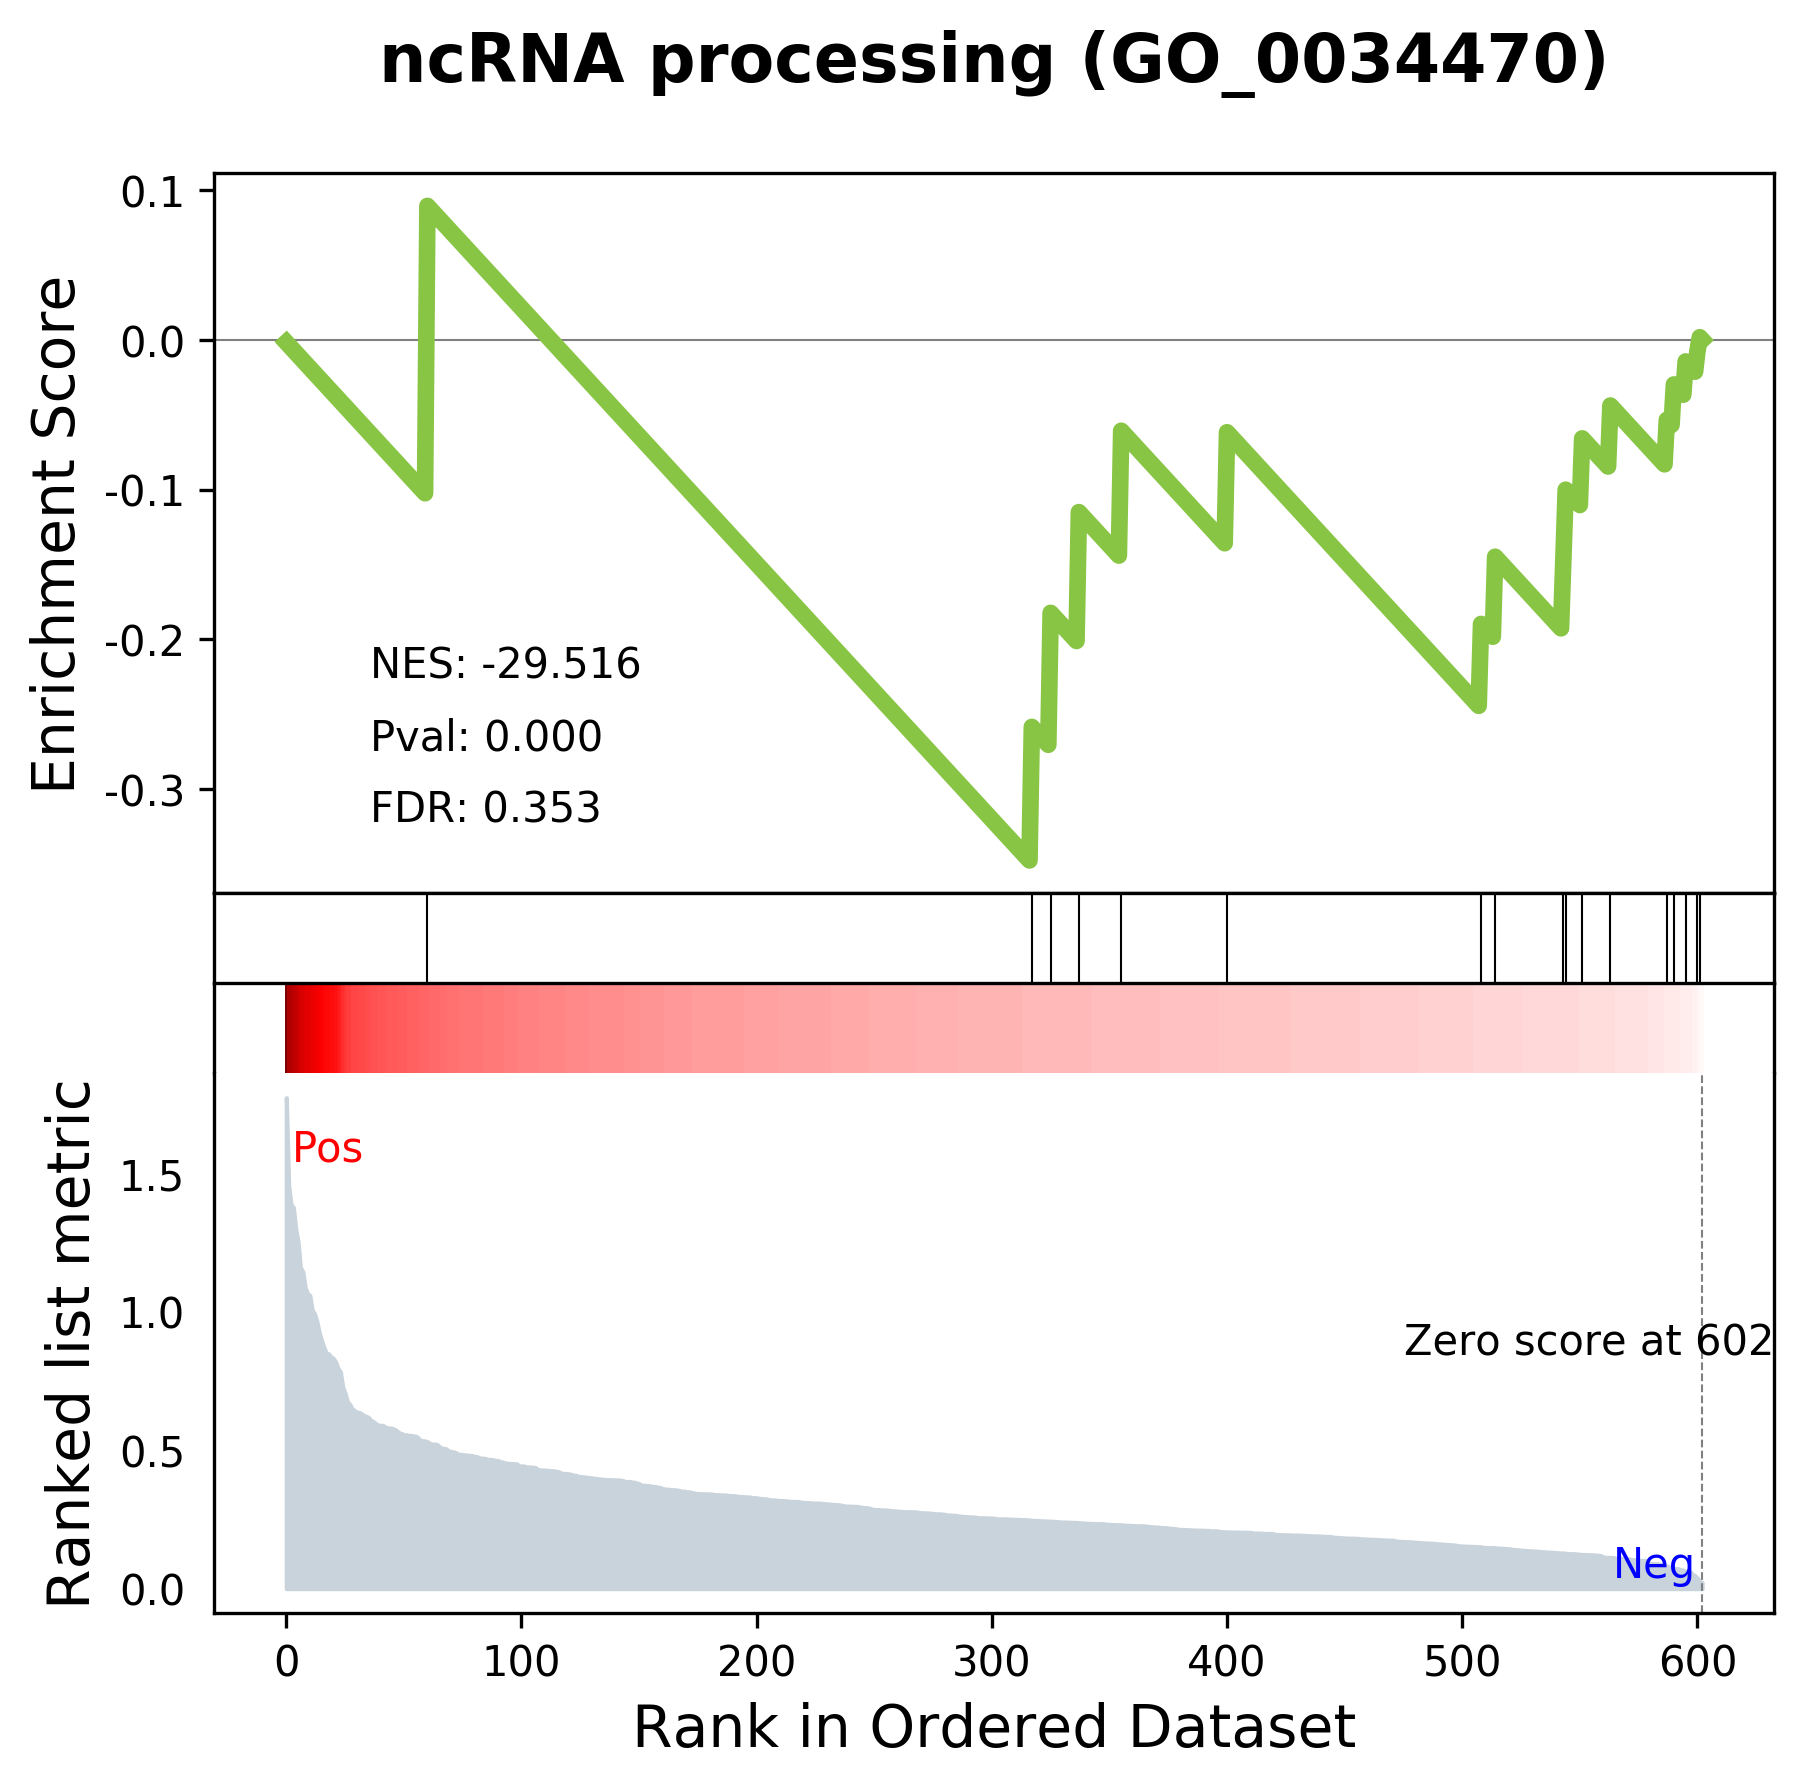 ncRNA processing (GO_0034470)
Enrichment Score
0.1
0.0
-0.1
-0.2
-0.3
NES: -29.516
Pval: 0.000
FDR: 0.353
Ranked list metric
1.5
1.0
0.5
0.0
Pos
Zero score at 602
Neg
0 100 200 300 400 500 600
Rank in Ordered Dataset